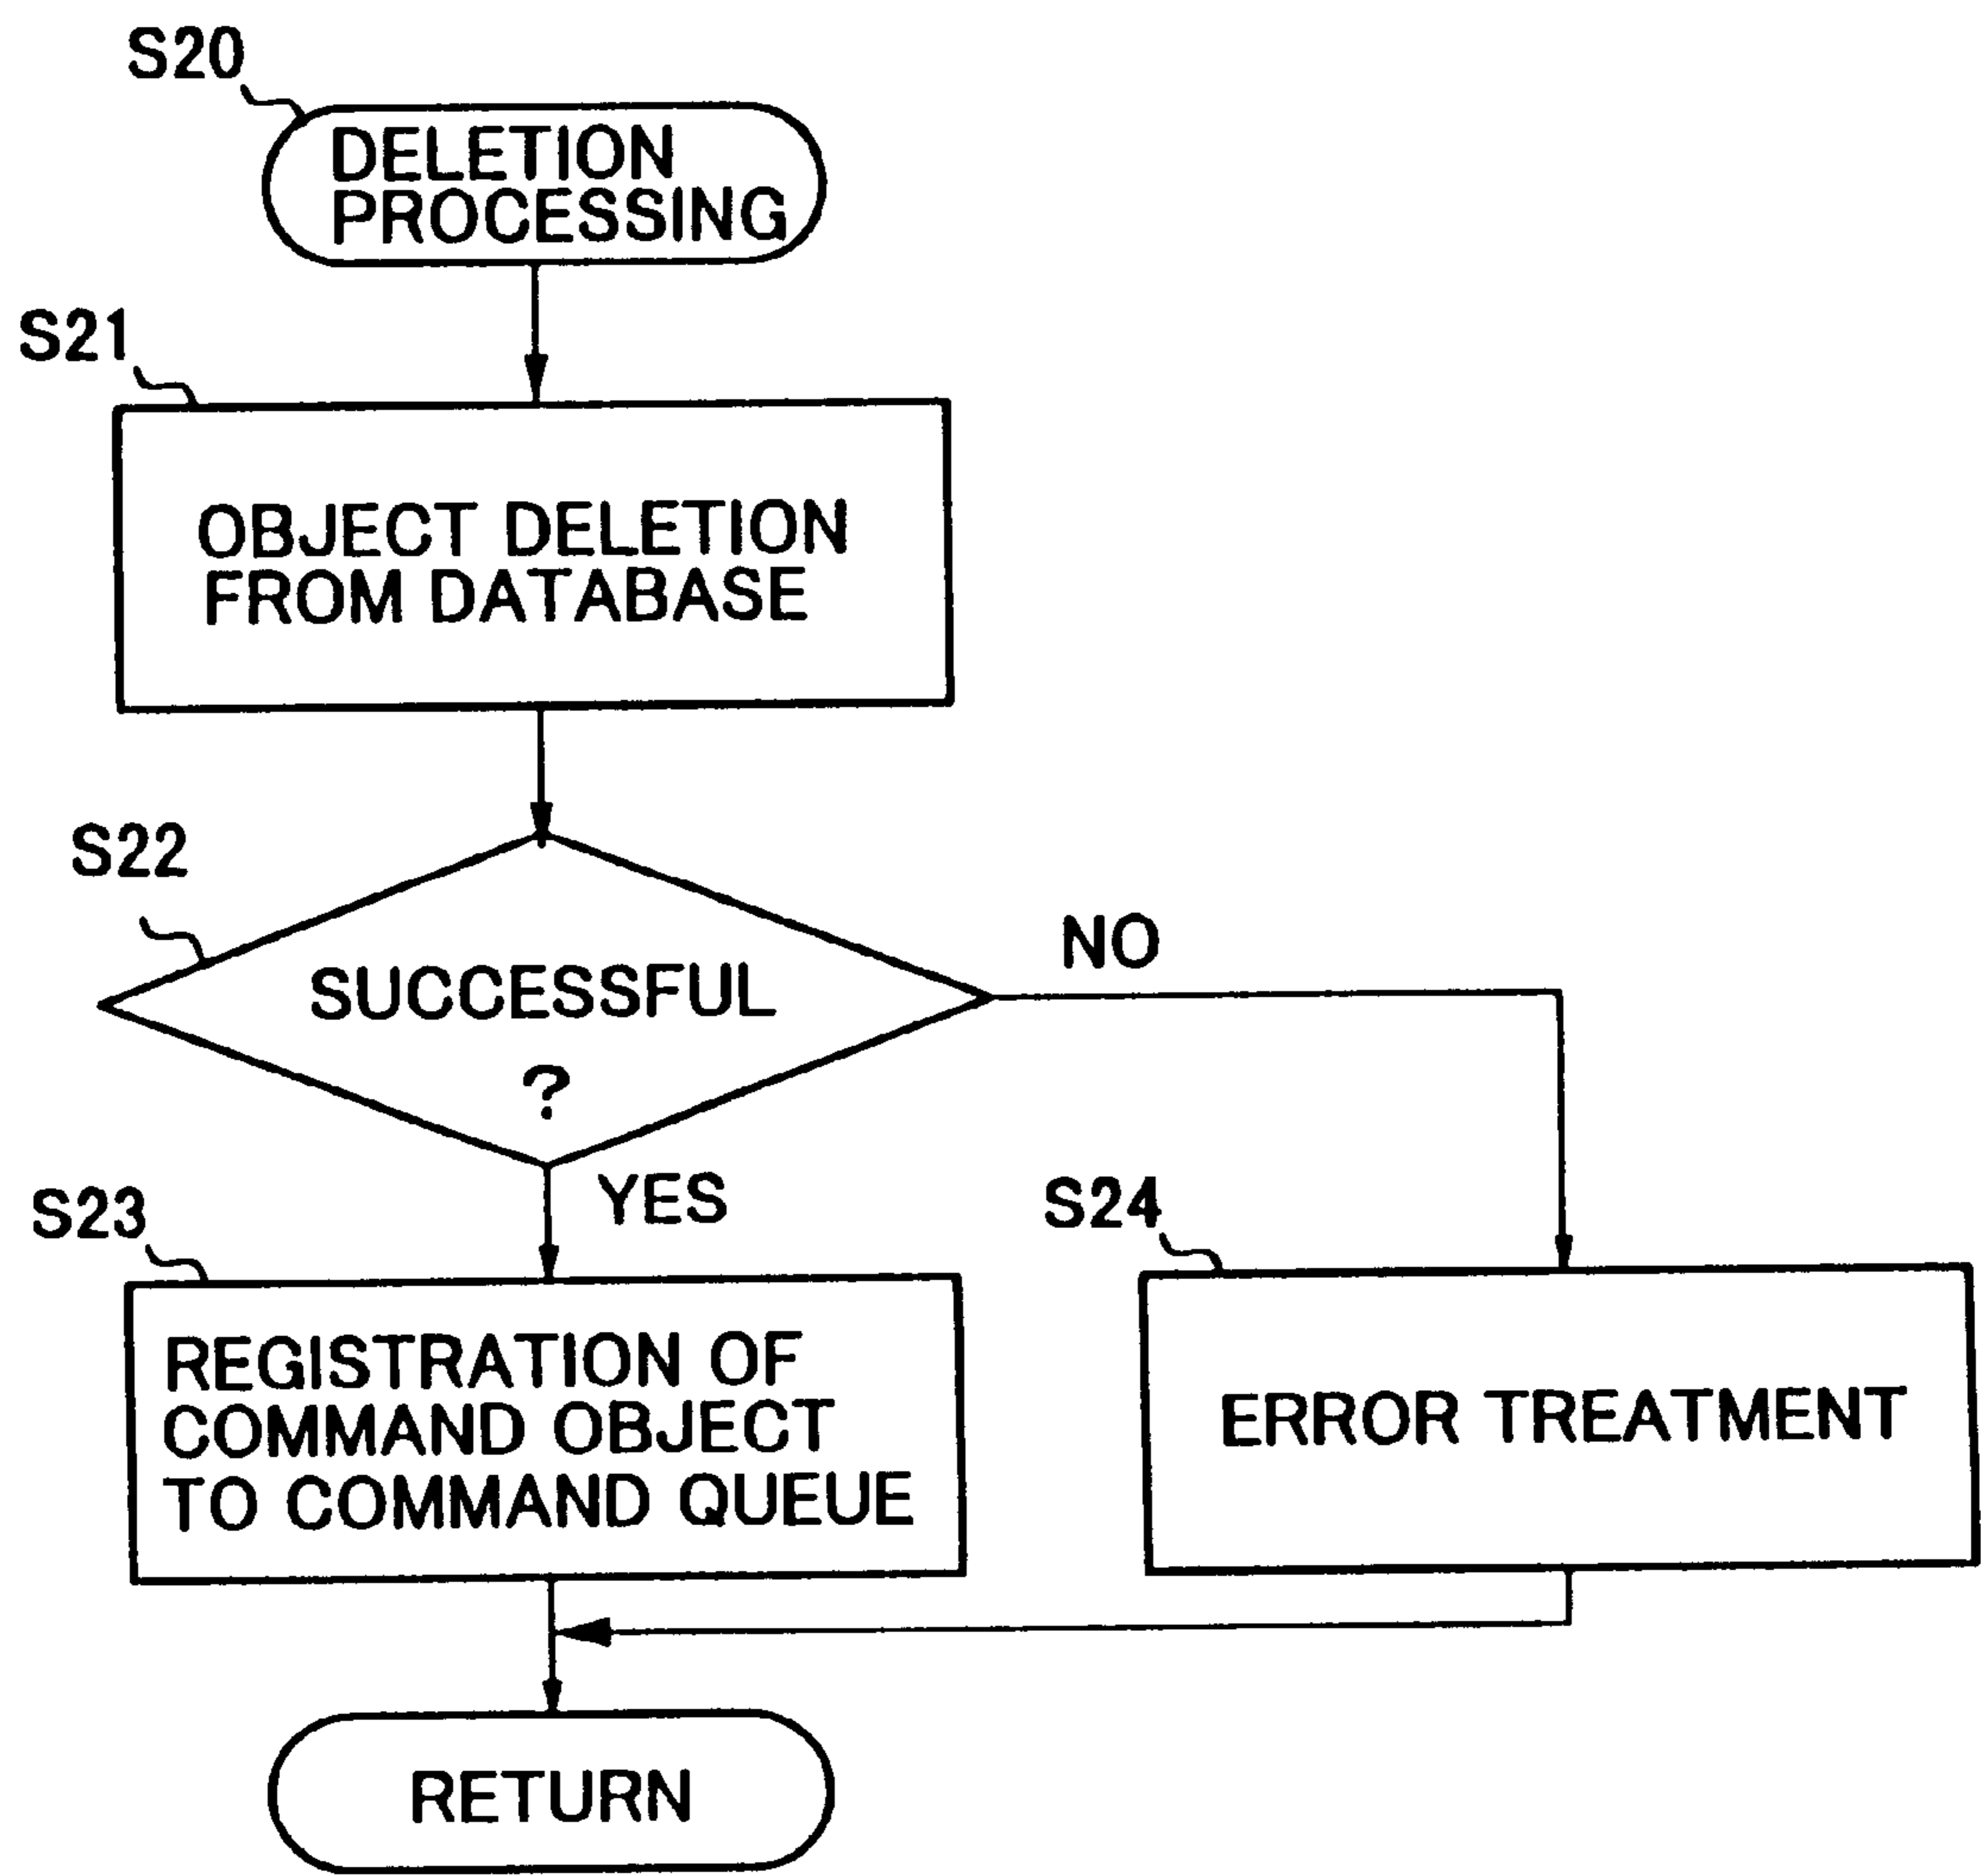 S20
DELETION
PROCESSING
S21
OBJECT DELETION
FROM DATABASE
S22
SUCCESSFUL
?
NO
YES
S23
REGISTRATION OF
COMMAND OBJECT
TO COMMAND QUEUE
S24
ERROR TREATMENT
RETURN